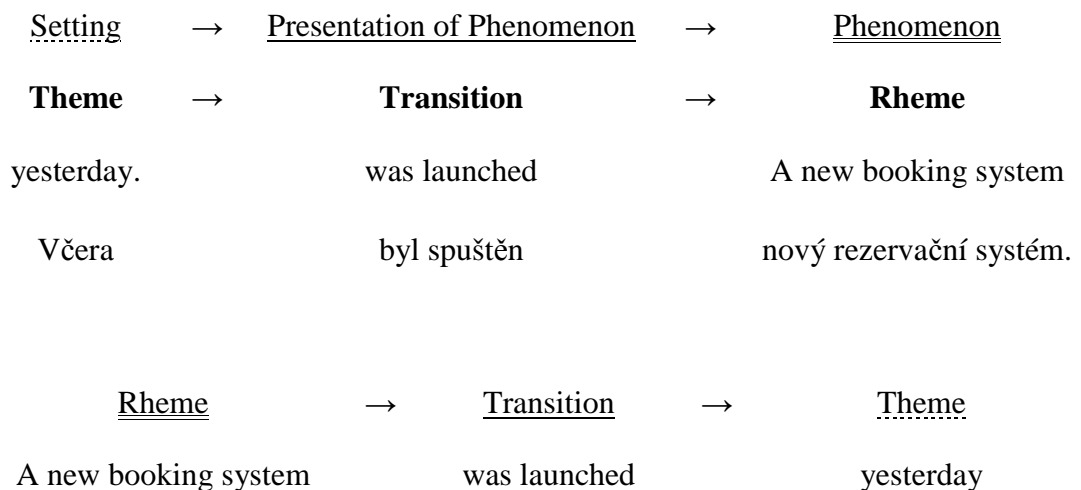 Setting → Presentation of Phenomenon → Phenomenon
Theme → Transition → Rheme
yesterday. was launched A new booking system
Včera byl spuštěn nový rezervační systém.
Rheme → Transition → Theme
A new booking system was launched yesterday